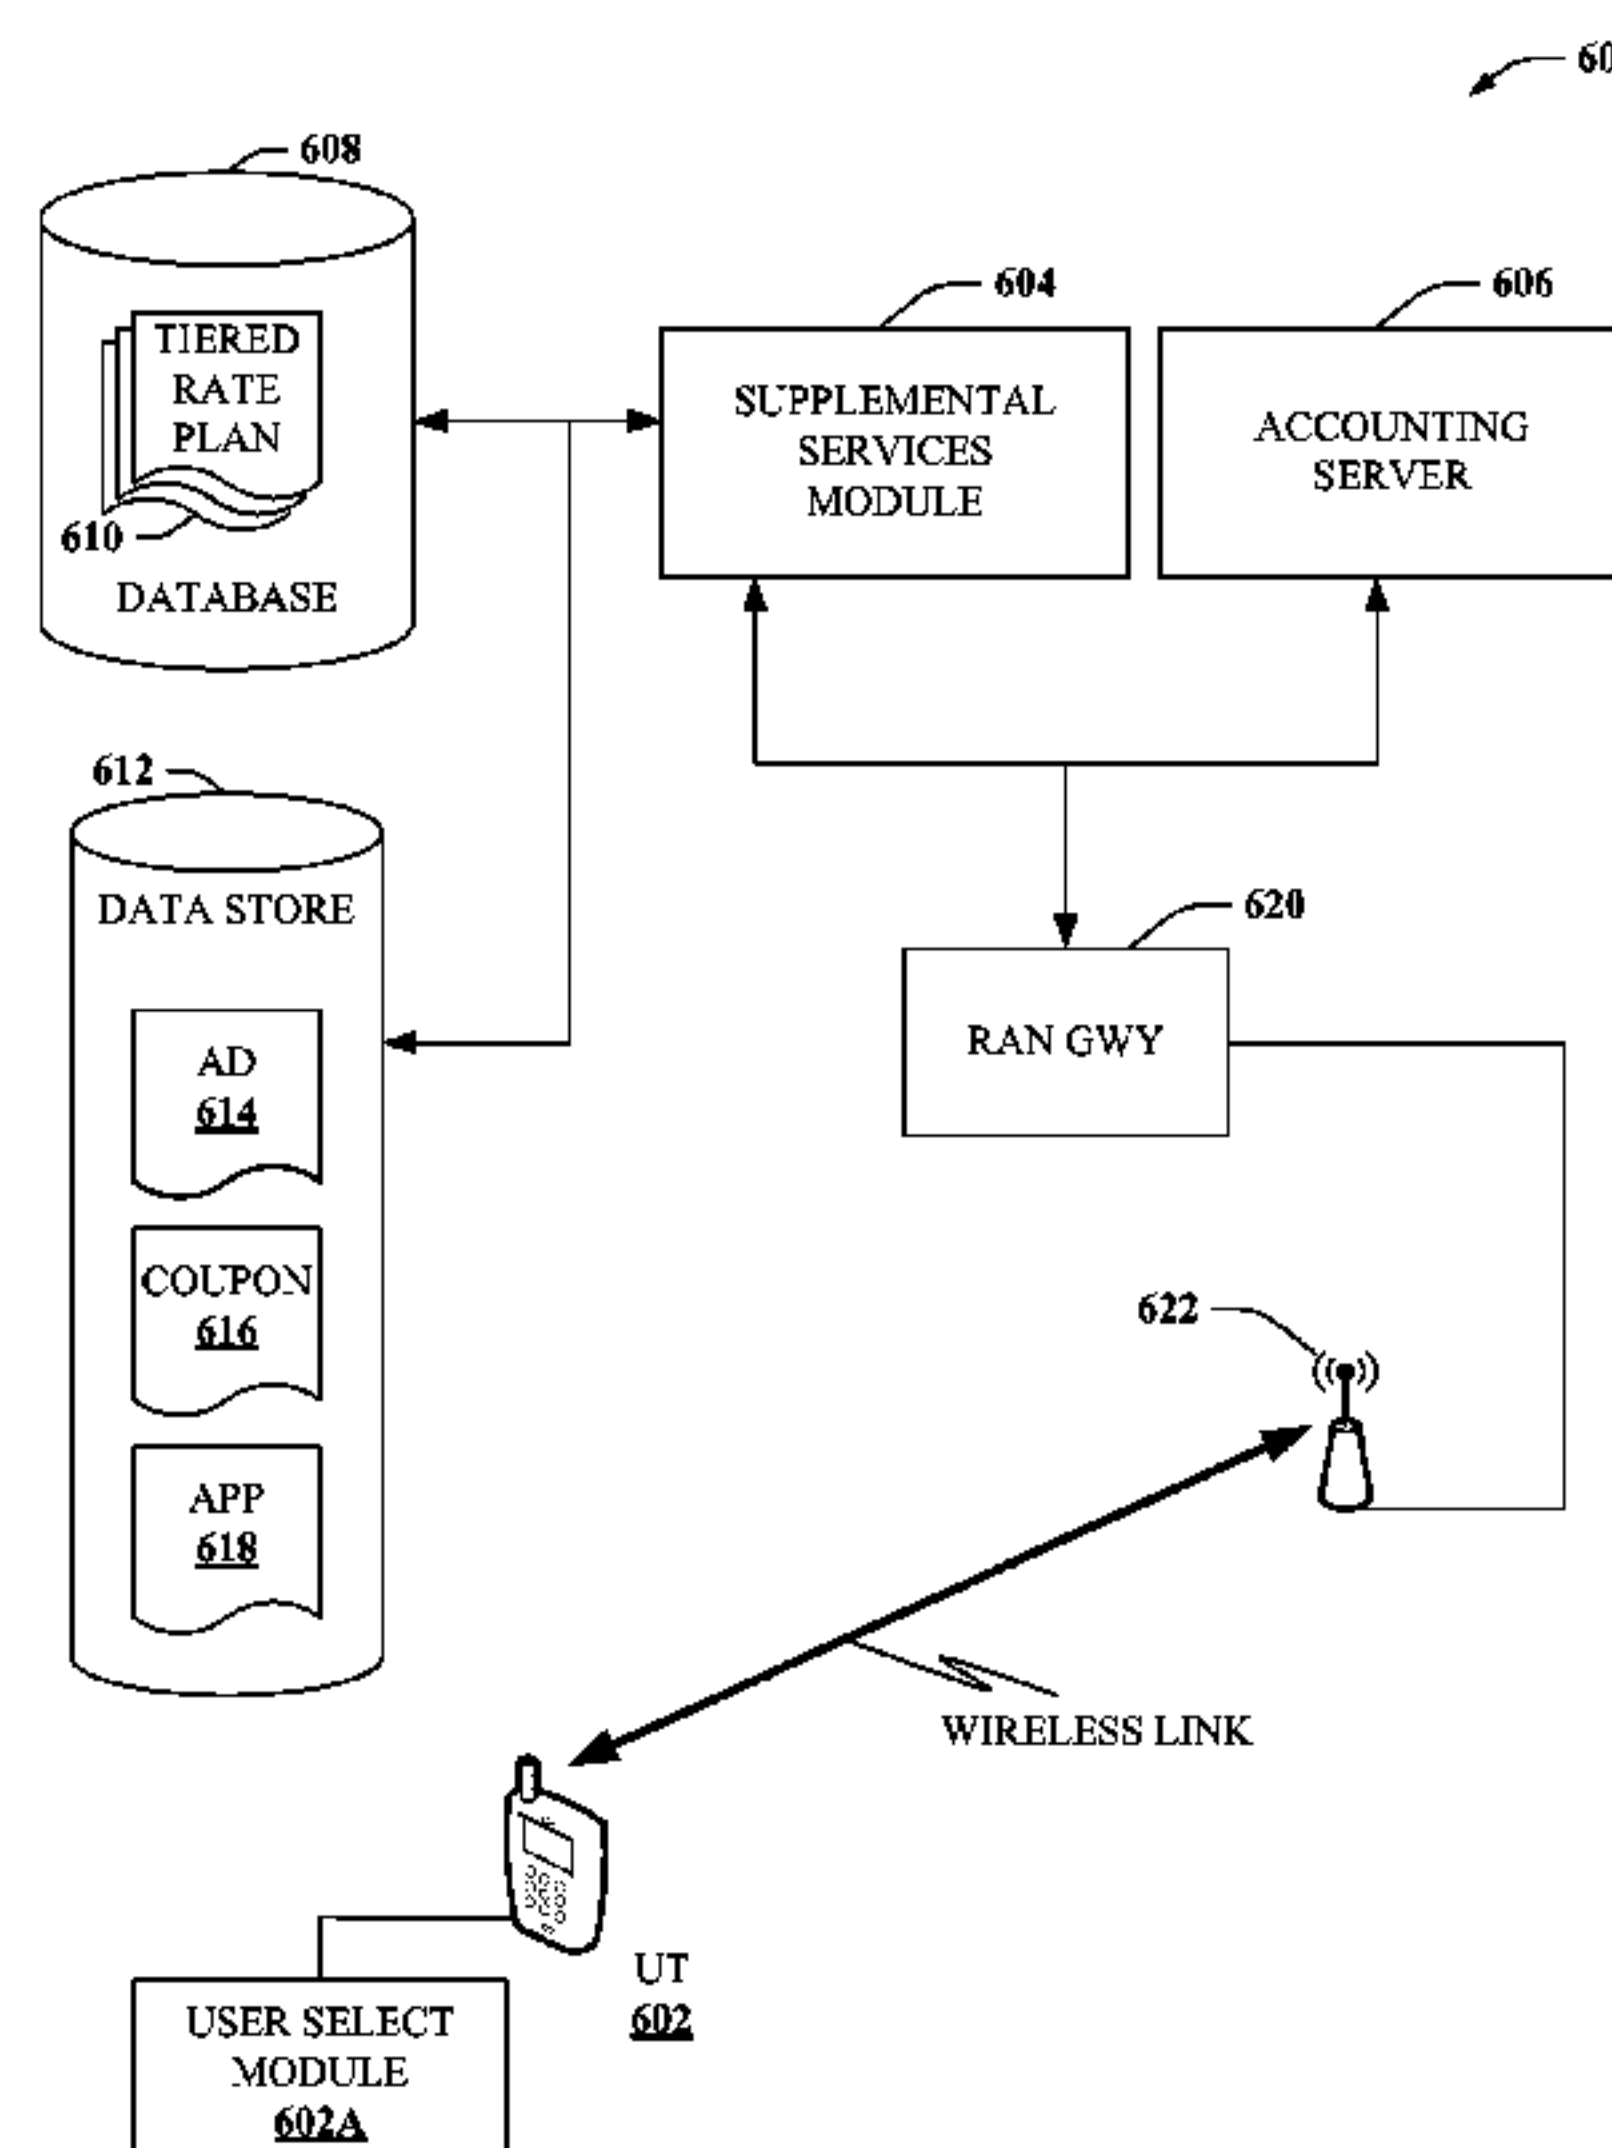 608
TIERED
RATE
PLAN
610
DATABASE
604
SUPPLEMENTAL
SERVICES
MODULE
606
ACCOUNTING
SERVER
612
DATA STORE
AD
614
COUPON
616
APP
618
620
RAN GWY
622
WIRELESS LINK
UT
602
USER SELECT
MODULE
602A